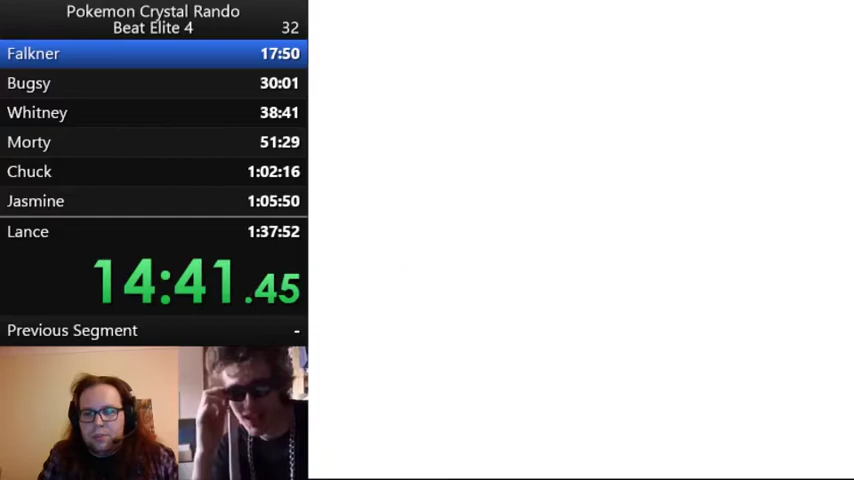 Pokemon Crystal Rando
Beat Elite 4 32
Falkner 17:50
Bugsy 30:01
Whitney 38:41
Morty 51:29
Chuck 1:02:16
Jasmine 1:05:50
Lance 1:37:52
14:41.45
Previous Segment -